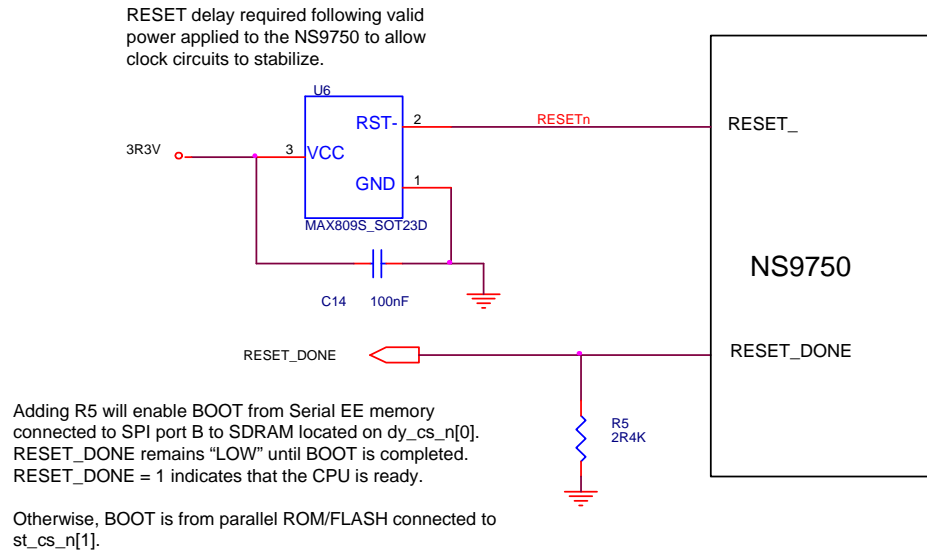 RESET delay required following valid
power applied to the NS9750 to allow
clock circuits to stabilize.
U6
RST-
2
RESETn
RESET_
3R3V
3
VCC
GND
1
MAX809S_SOT23D
NS9750
C14
100nF
RESET_DONE
RESET_DONE
Adding R5 will enable BOOT from Serial EE memory
connected to SPI port B to SDRAM located on dy_cs_n[0].
RESET_DONE remains “LOW” until BOOT is completed.
RESET_DONE = 1 indicates that the CPU is ready.
R5
2R4K
Otherwise, BOOT is from parallel ROM/FLASH connected to
st_cs_n[1].